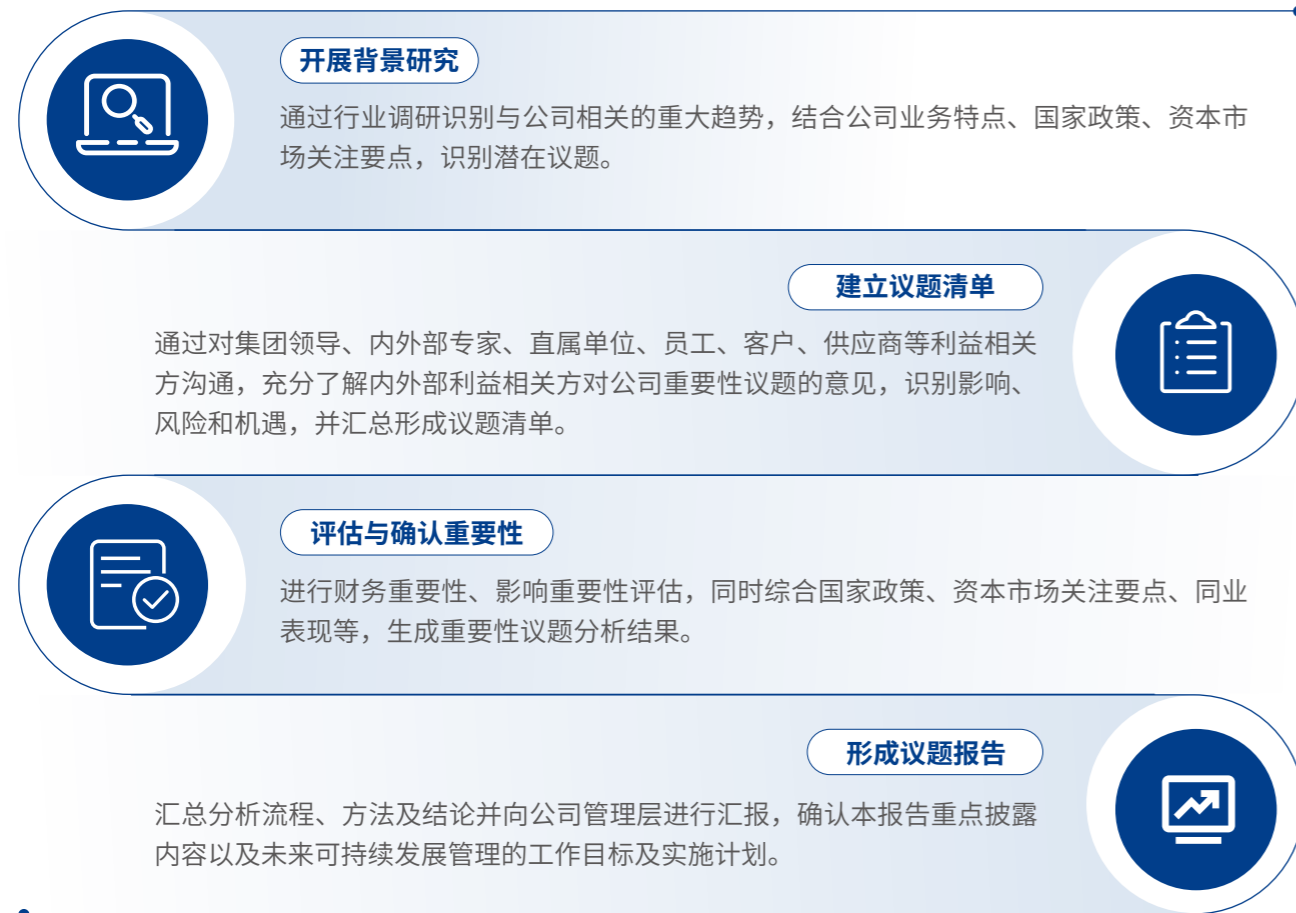 开展背景研究
通过行业调研识别与公司相关的重大趋势，结合公司业务特点、国家政策、资本市
场关注要点，识别潜在议题。
建立议题清单
通过对集团领导、内外部专家、直属单位、员工、客户、供应商等利益相关
方沟通，充分了解内外部利益相关方对公司重要性议题的意见，识别影响、
风险和机遇，并汇总形成议题清单。
评估与确认重要性
进行财务重要性、影响重要性评估，同时综合国家政策、资本市场关注要点、同业
表现等，生成重要性议题分析结果。
形成议题报告
汇总分析流程、方法及结论并向公司管理层进行汇报，确认本报告重点披露
内容以及未来可持续发展管理的工作目标及实施计划。